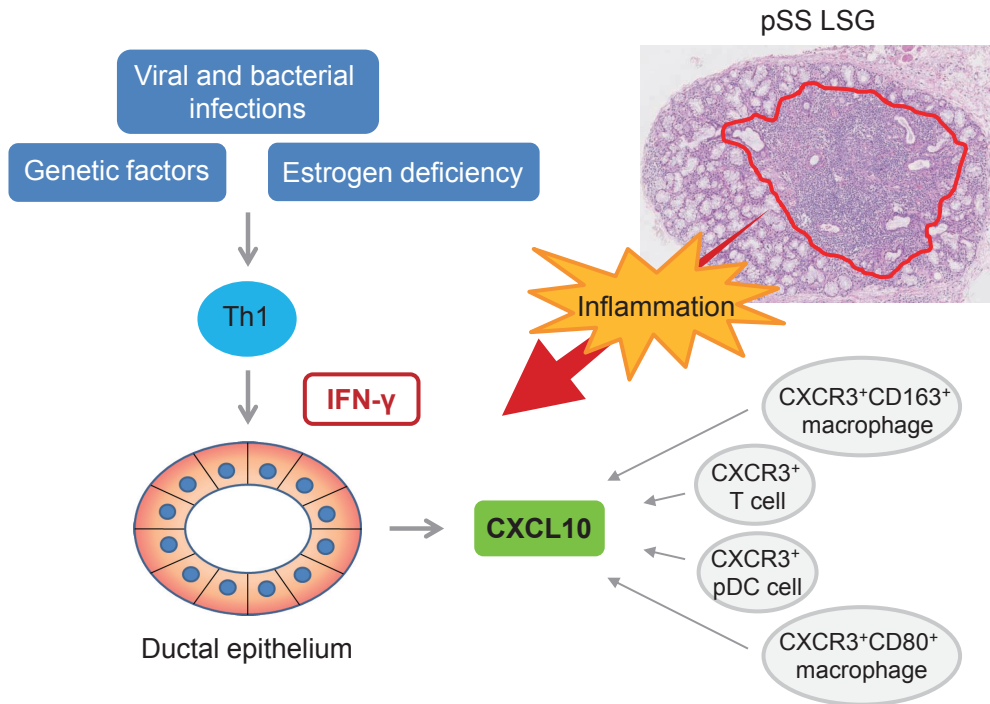 pSS LSG
Viral and bacterial
infections
Genetic factors
Estrogen deficiency
Th1
Inflammation
IFN-γ
CXCR3⁺CD163⁺
macrophage
CXCR3⁺
T cell
CXCL10
CXCR3⁺
pDC cell
Ductal epithelium
CXCR3⁺CD80⁺
macrophage